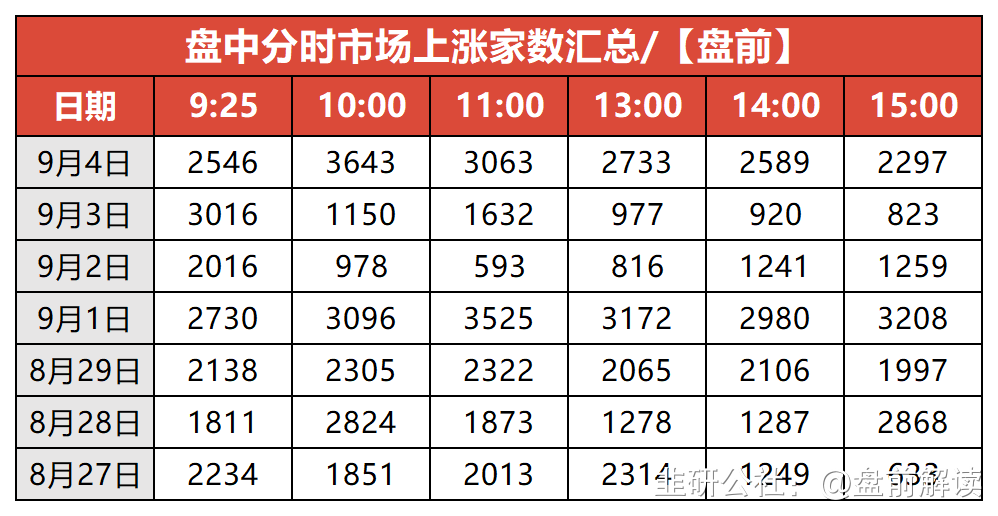 盘中分时市场上涨家数汇总/【盘前】
日期 9:25 10:00 11:00 13:00 14:00 15:00
9月4日 2546 3643 3063 2733 2589 2297
9月3日 3016 1150 1632 977 920 823
9月2日 2016 978 593 816 1241 1259
9月1日 2730 3096 3525 3172 2980 3208
8月29日 2138 2305 2322 2065 2106 1997
8月28日 1811 2824 1873 1278 1287 2868
8月27日 2234 1851 2013 2314 1249
韭研公社：@盘前解读